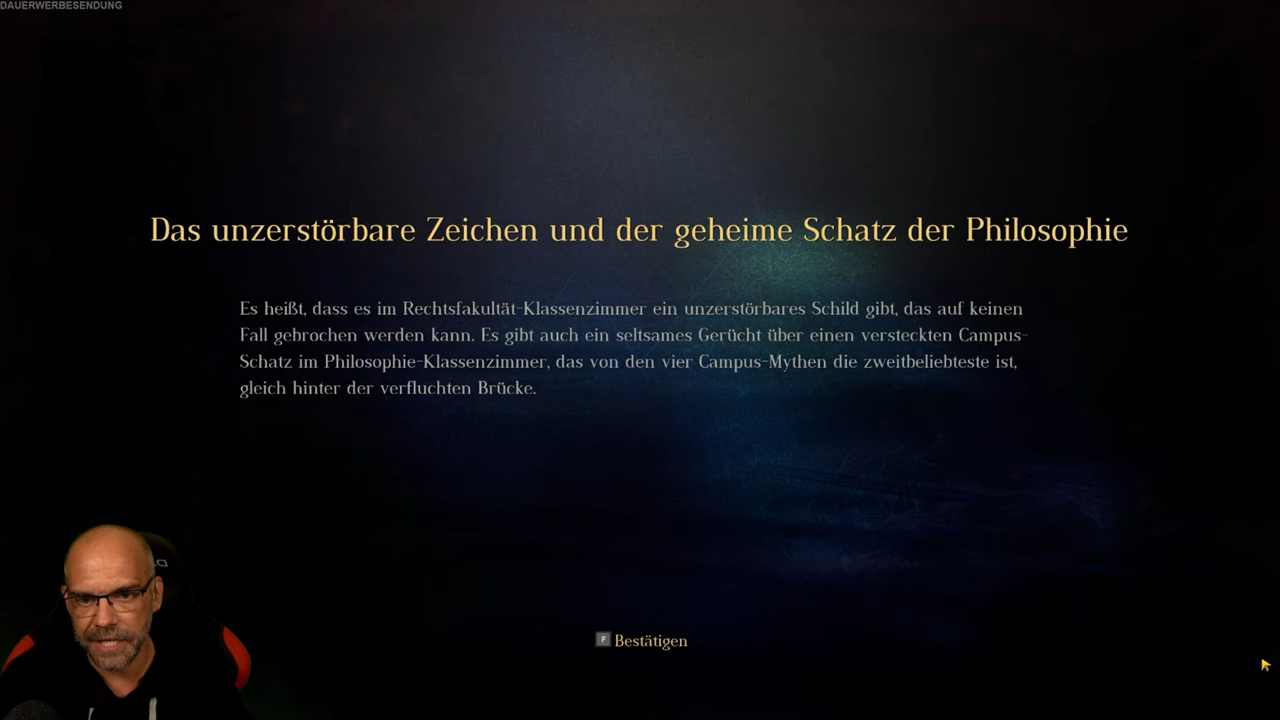 DAUERWERBESENDUNG
Das unzerstörbare Zeichen und der geheime Schatz der Philosophie
Es heißt, dass es im Rechtsfakultät-Klassenzimmer ein unzerstörbares Schild gibt, das auf keinen
Fall gebrochen werden kann. Es gibt auch ein seltsames Gerücht über einen versteckten Campus-
Schatz im Philosophie-Klassenzimmer, das von den vier Campus-Mythen die zweitbeliebteste ist,
gleich hinter der verfluchten Brücke.
F Bestätigen